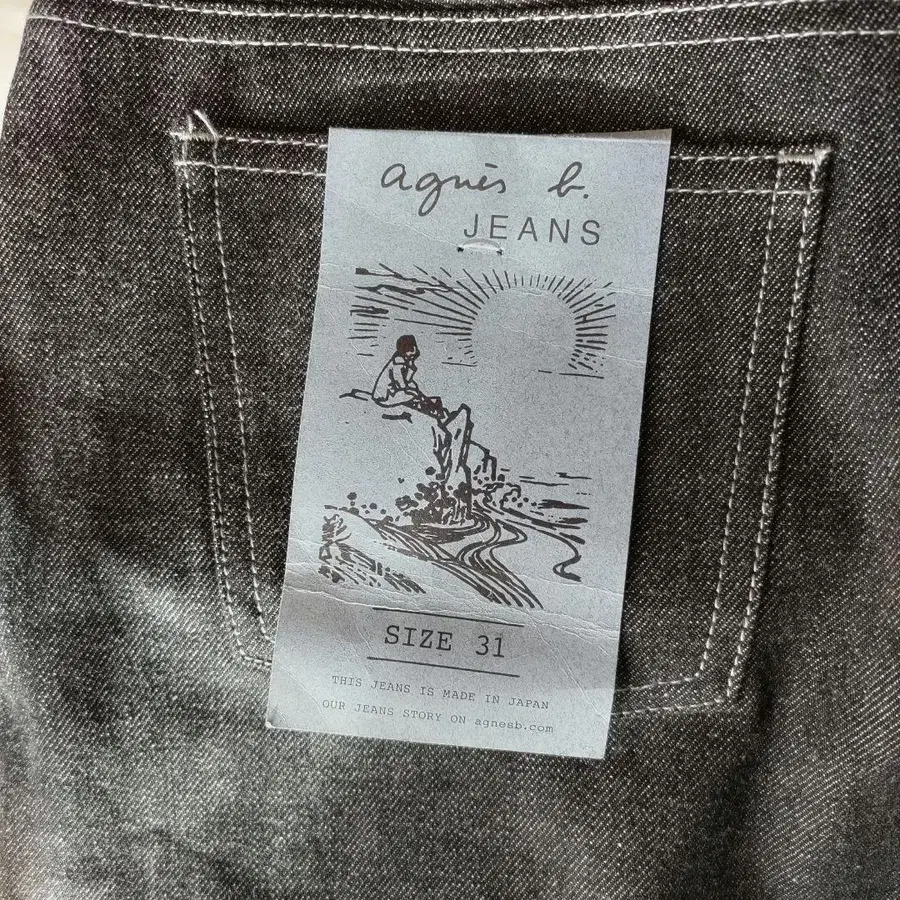 agnès b.
JEANS
SIZE 31
THIS JEANS IS MADE IN JAPAN
OUR JEANS STORY ON agnesb.com